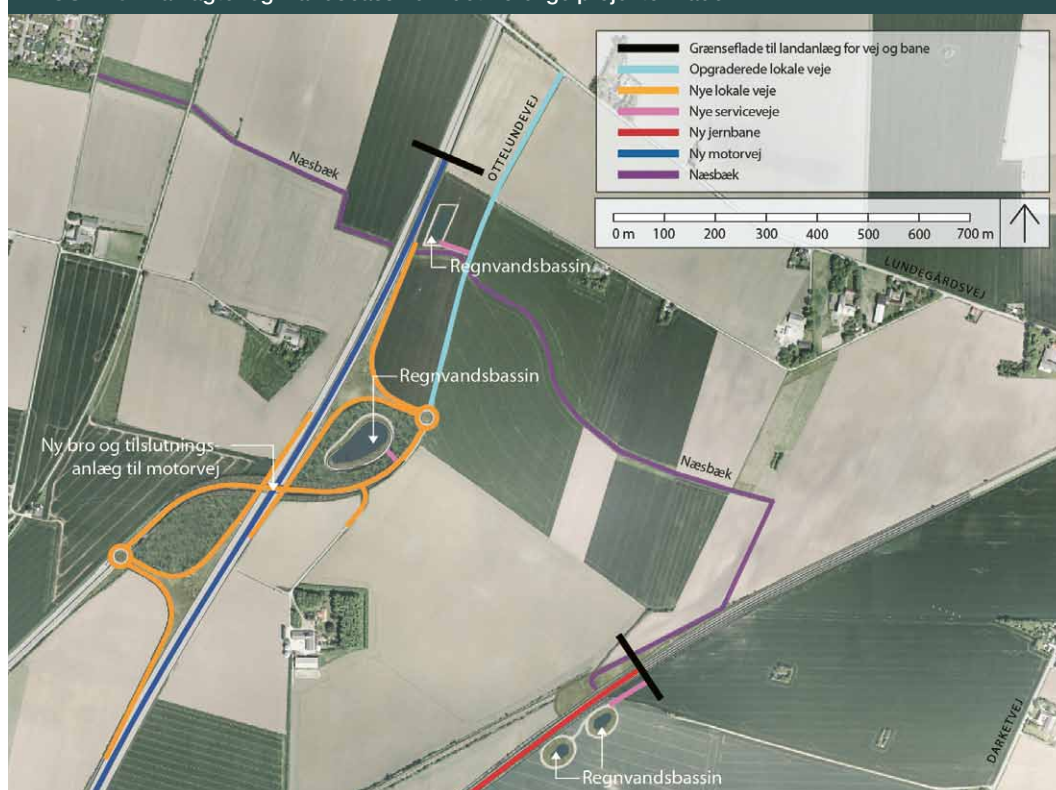 Grænseflade til landanlæg for vej og bane
Opgraderede lokale veje
Nye lokale veje
Nye serviceveje
Ny jernbane
Ny motorvej
Næsbæk
0 m 100 200 300 400 500 600 700 m
OTTELUNDEVEJ
Næsbæk
Regnvandsbassin
LUNDEGÅRDSVEJ
Regnvandsbassin
Ny bro og tilslutnings-
anlæg til motorvej
Næsbæk
DARKETVEJ
Regnvandsbassin